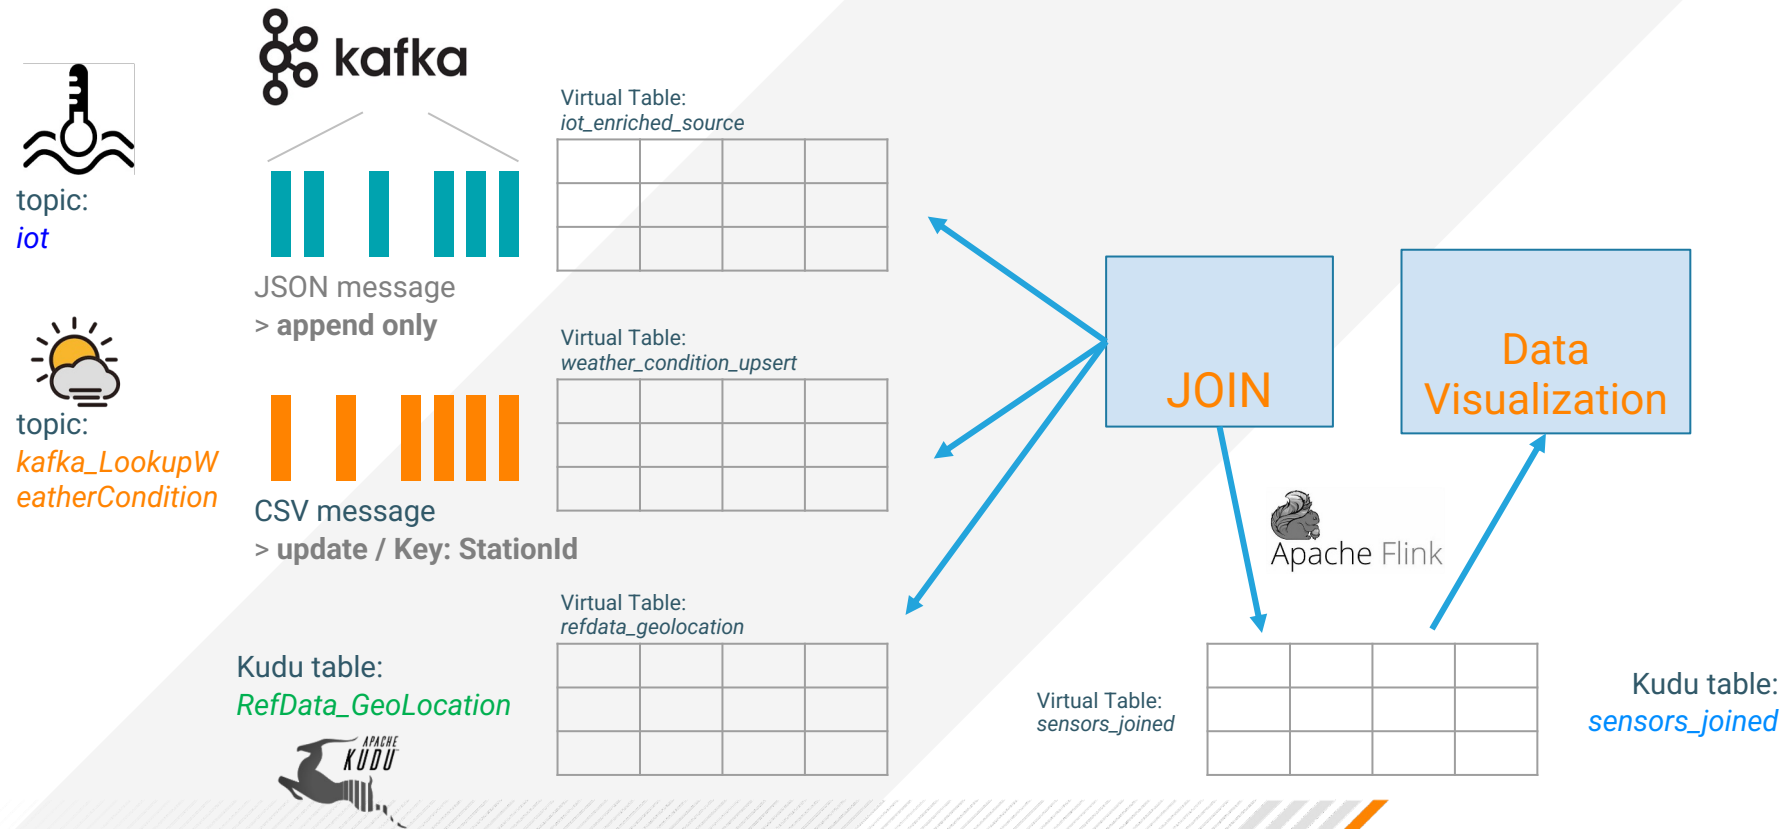 kafka
topic:
iot
JSON message
> append only
Virtual Table:
iot_enriched_source
topic:
kafka_LookupW
eatherCondition
CSV message
> update / Key: StationId
Virtual Table:
weather_condition_upsert
Kudu table:
RefData_GeoLocation
APACHE
KUDU
Virtual Table:
refdata_geolocation
JOIN
Data
Visualization
Apache Flink
Virtual Table:
sensors_joined
Kudu table:
sensors_joined